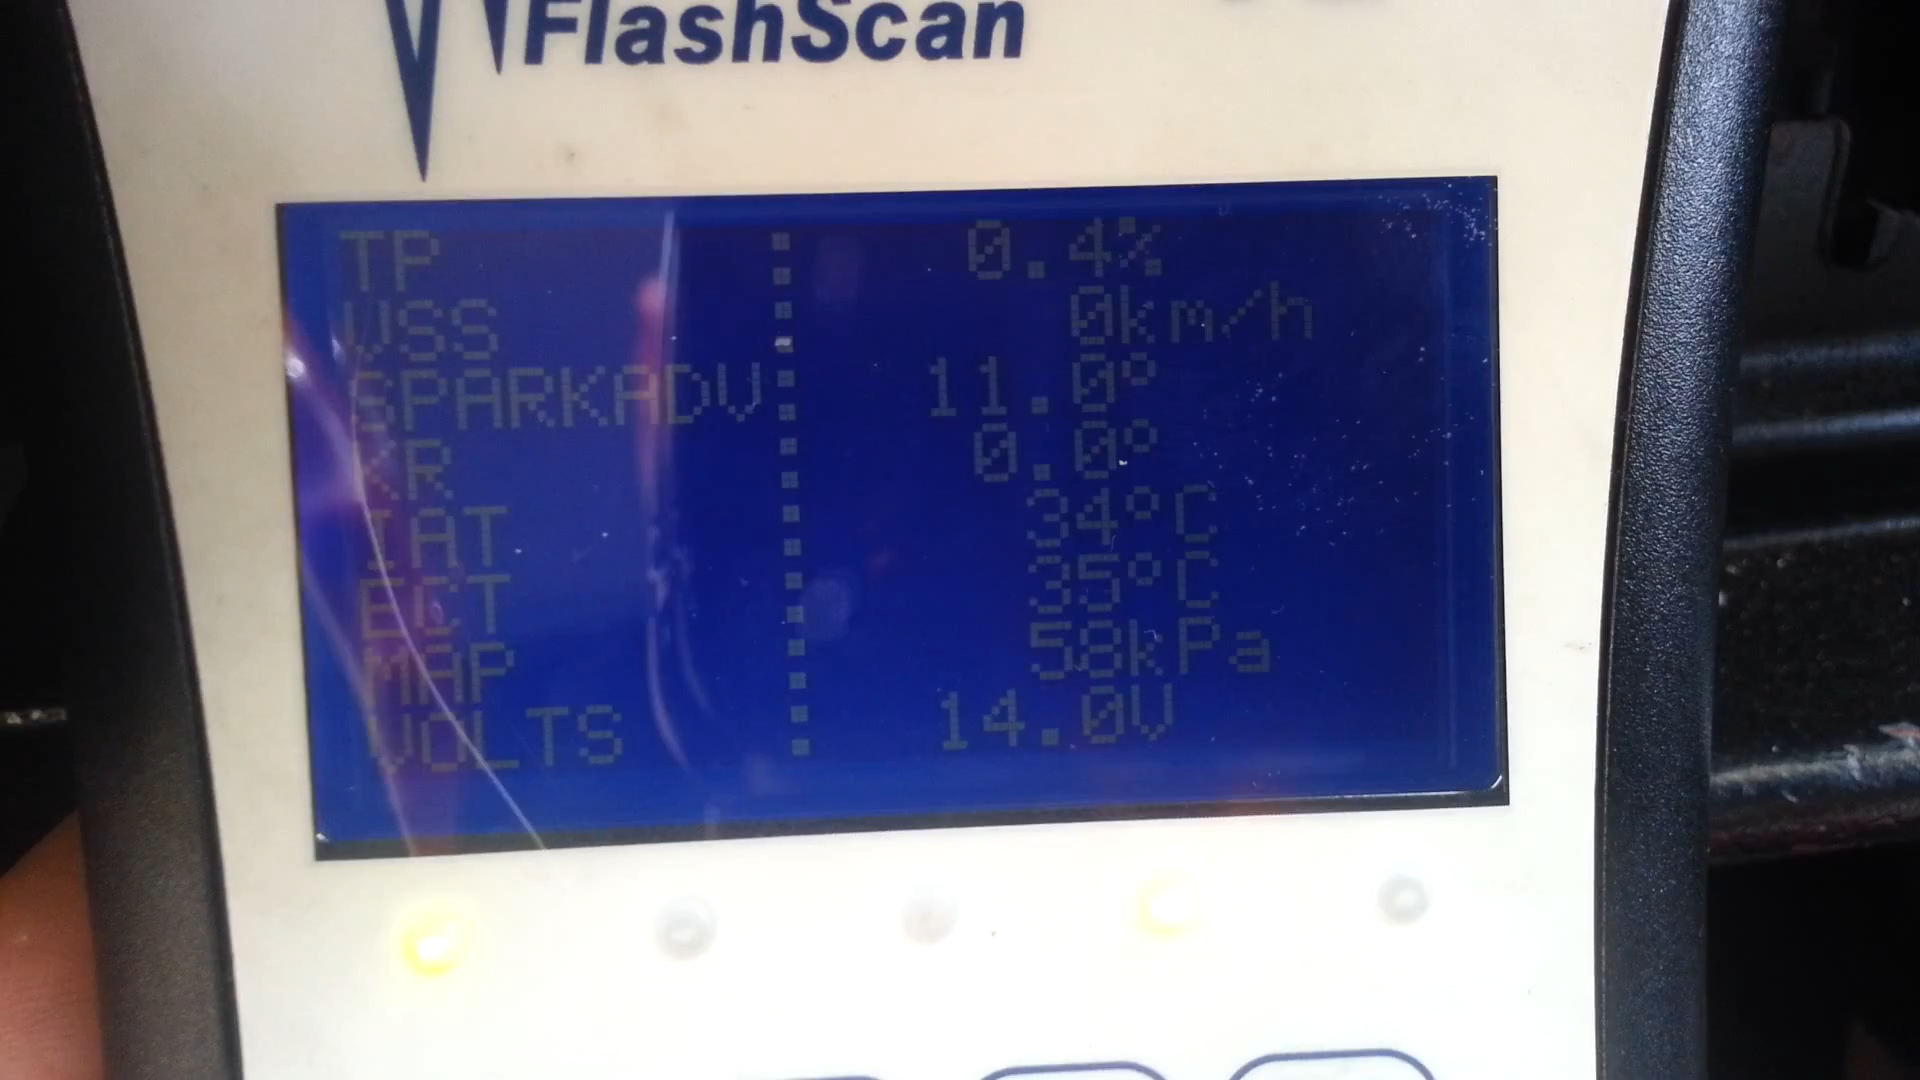 FlashScan
TP : 0.4%
VSS : 0km/h
SPARKADV: 11.0°
KR : 0.0°
IAT : 34°C
ECT : 35°C
MAP : 58kPa
VOLTS : 14.0V